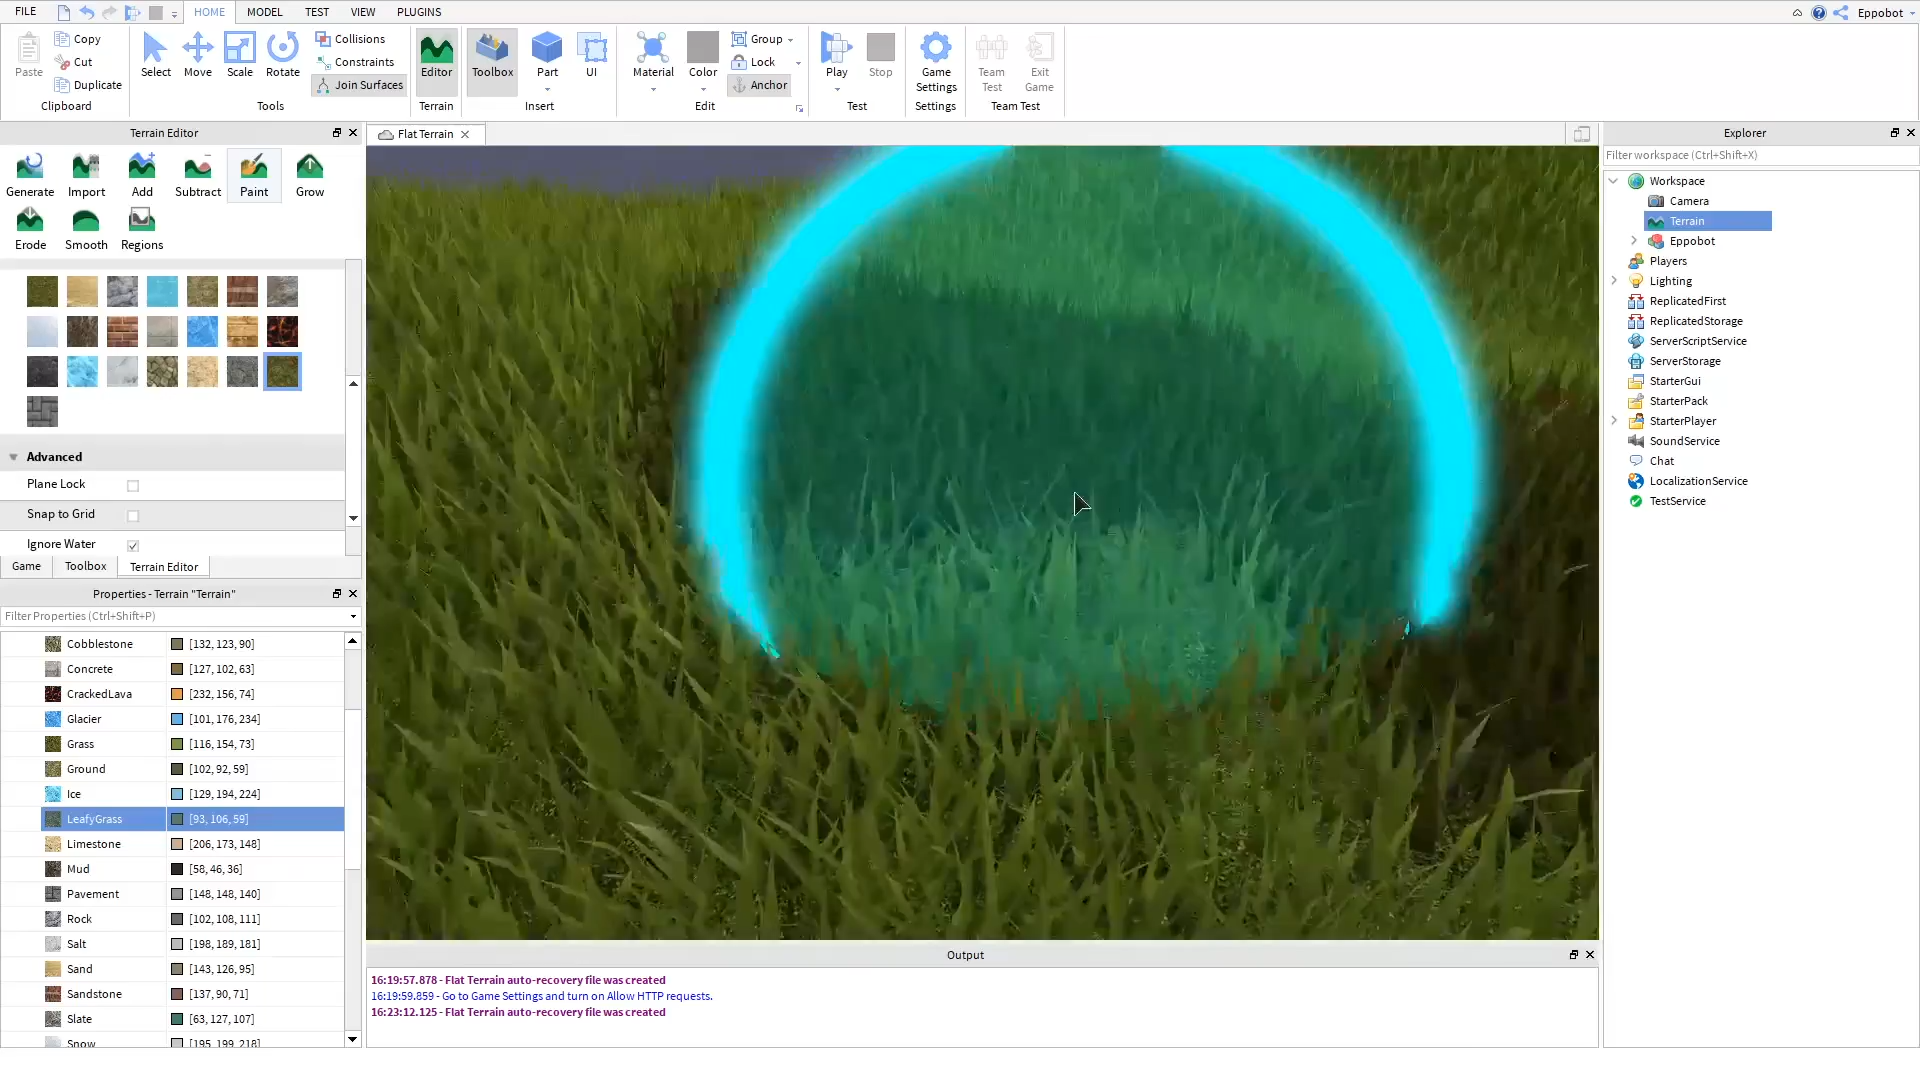 FILE HOME MODEL TEST VIEW PLUGINS Eppobot
Paste Copy Cut Duplicate Clipboard
Select Move Scale Rotate Collisions Constraints Join Surfaces Tools
Editor Terrain
Toolbox Part UI Insert
Material Color Group Lock Anchor Edit
Play Stop Test
Game Settings Settings
Team Test Exit Game Team Test
Terrain Editor
Generate Import Add Subtract Paint Grow
Erode Smooth Regions
Advanced
Plane Lock
Snap to Grid
Ignore Water
Game Toolbox Terrain Editor
Properties - Terrain "Terrain"
Filter Properties (Ctrl+Shift+P)
Cobblestone [132, 123, 90]
Concrete [127, 102, 63]
CrackedLava [232, 156, 74]
Glacier [101, 176, 234]
Grass [116, 154, 73]
Ground [102, 92, 59]
Ice [129, 194, 224]
LeafyGrass [93, 106, 59]
Limestone [206, 173, 148]
Mud [58, 46, 36]
Pavement [148, 148, 140]
Rock [102, 108, 111]
Salt [198, 189, 181]
Sand [143, 126, 95]
Sandstone [137, 90, 71]
Slate [63, 127, 107]
Snow [195, 199, 218]
Flat Terrain
Output
16:19:57.878 - Flat Terrain auto-recovery file was created
16:19:59.859 - Go to Game Settings and turn on Allow HTTP requests.
16:23:12.125 - Flat Terrain auto-recovery file was created
Explorer
Filter workspace (Ctrl+Shift+X)
Workspace
Camera
Terrain
Eppobot
Players
Lighting
ReplicatedFirst
ReplicatedStorage
ServerScriptService
ServerStorage
StarterGui
StarterPack
StarterPlayer
SoundService
Chat
LocalizationService
TestService